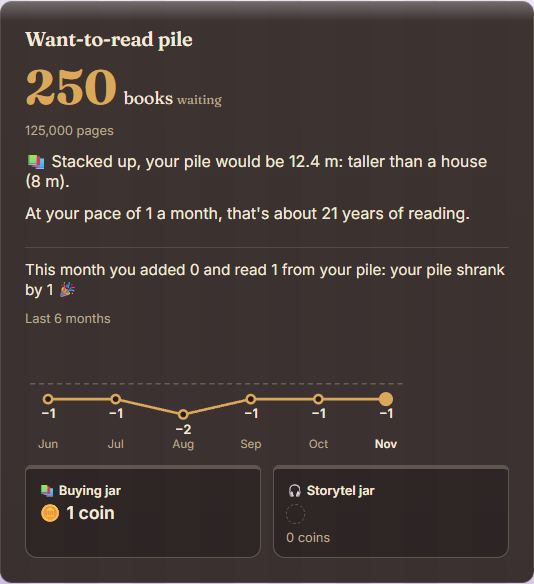 Want-to-read pile
250 books waiting
125,000 pages
Stacked up, your pile would be 12.4 m: taller than a house
(8 m).
At your pace of 1 a month, that's about 21 years of reading.
This month you added 0 and read 1 from your pile: your pile shrank
by 1 🎉
Last 6 months
−1 −1 −2 −1 −1 −1
Jun Jul Aug Sep Oct Nov
Buying jar
1 coin
Storytel jar
0 coins